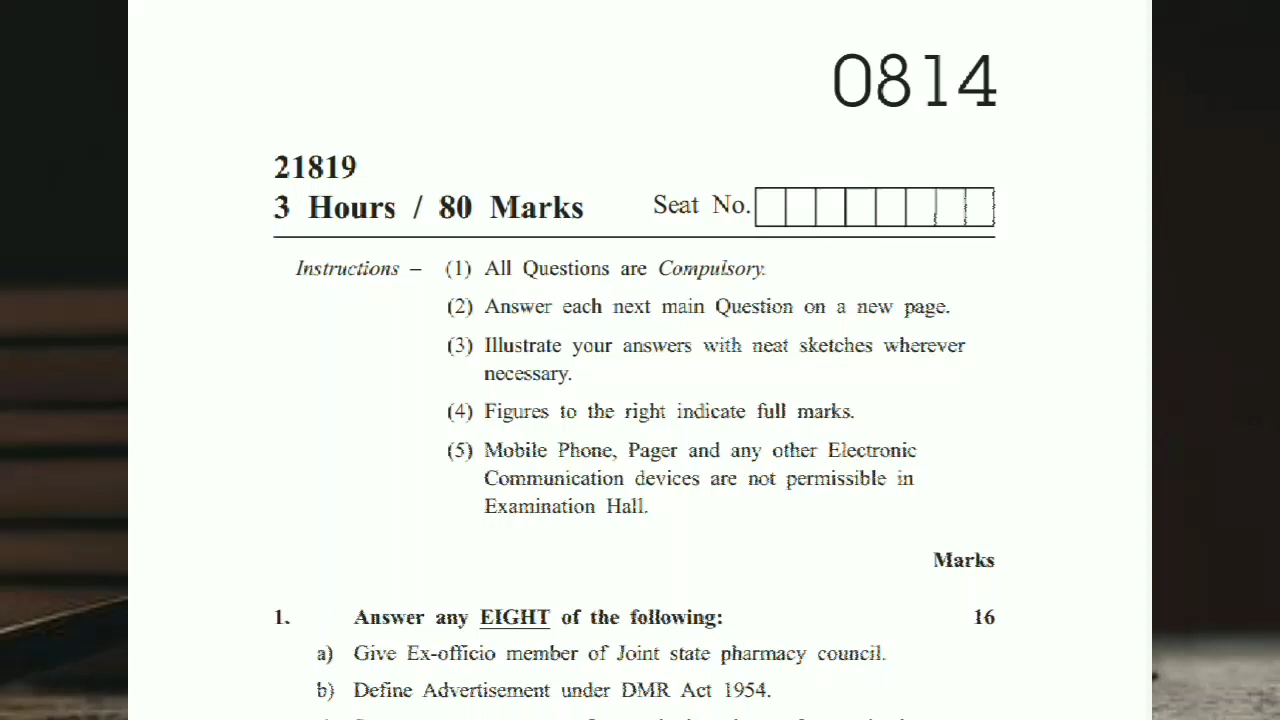 0814
21819
3 Hours / 80 Marks Seat No.
Instructions – (1) All Questions are Compulsory.
(2) Answer each next main Question on a new page.
(3) Illustrate your answers with neat sketches wherever
necessary.
(4) Figures to the right indicate full marks.
(5) Mobile Phone, Pager and any other Electronic
Communication devices are not permissible in
Examination Hall.
Marks
1. Answer any EIGHT of the following: 16
a) Give Ex-officio member of Joint state pharmacy council.
b) Define Advertisement under DMR Act 1954.